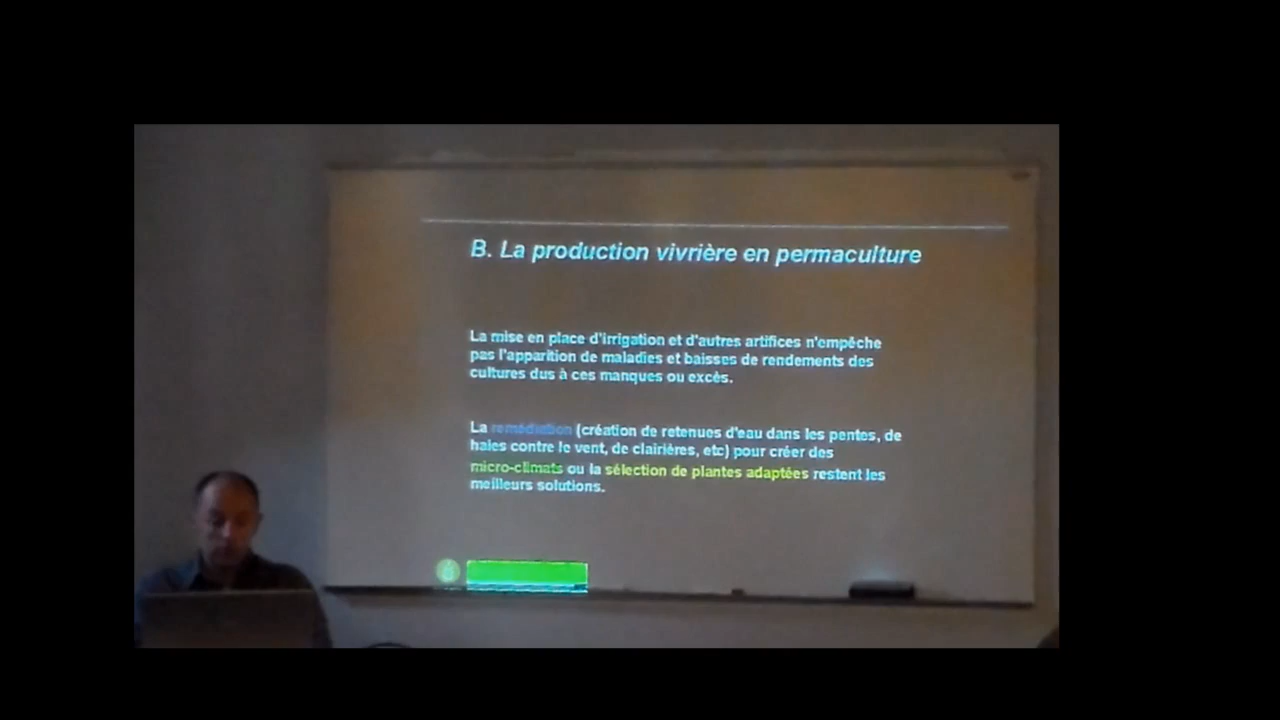 B. La production vivrière en permaculture
La mise en place d'irrigation et d'autres artifices n'empêche
pas l'apparition de maladies et baisses de rendements des
cultures dus à ces manques ou excès.
La remédiation (création de retenues d'eau dans les pentes, de
haies contre le vent, de clairières, etc) pour créer des
micro-climats ou la sélection de plantes adaptées restent les
meilleurs solutions.